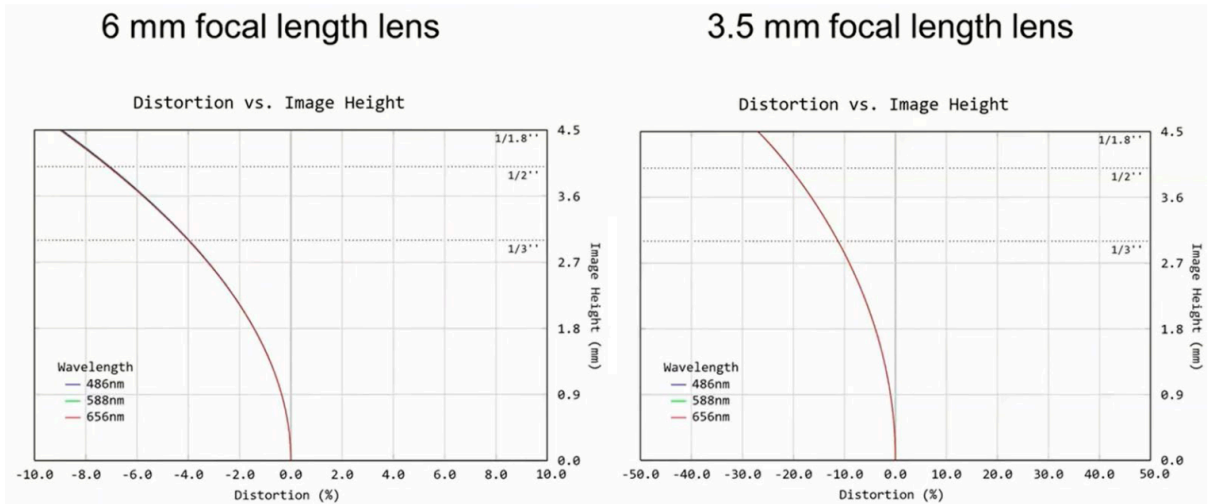 6 mm focal length lens
Distortion vs. Image Height
1/1.8''
1/2''
1/3''
4.5
3.6
2.7
1.8
0.9
0.0
Image Height (mm)
Wavelength
486nm
588nm
656nm
-10.0 -8.0 -6.0 -4.0 -2.0 0.0 2.0 4.0 6.0 8.0 10.0
Distortion (%)
3.5 mm focal length lens
Distortion vs. Image Height
1/1.8''
1/2''
1/3''
4.5
3.6
2.7
1.8
0.9
0.0
Image Height (mm)
Wavelength
486nm
588nm
656nm
-50.0 -40.0 -30.0 -20.0 -10.0 0.0 10.0 20.0 30.0 40.0 50.0
Distortion (%)